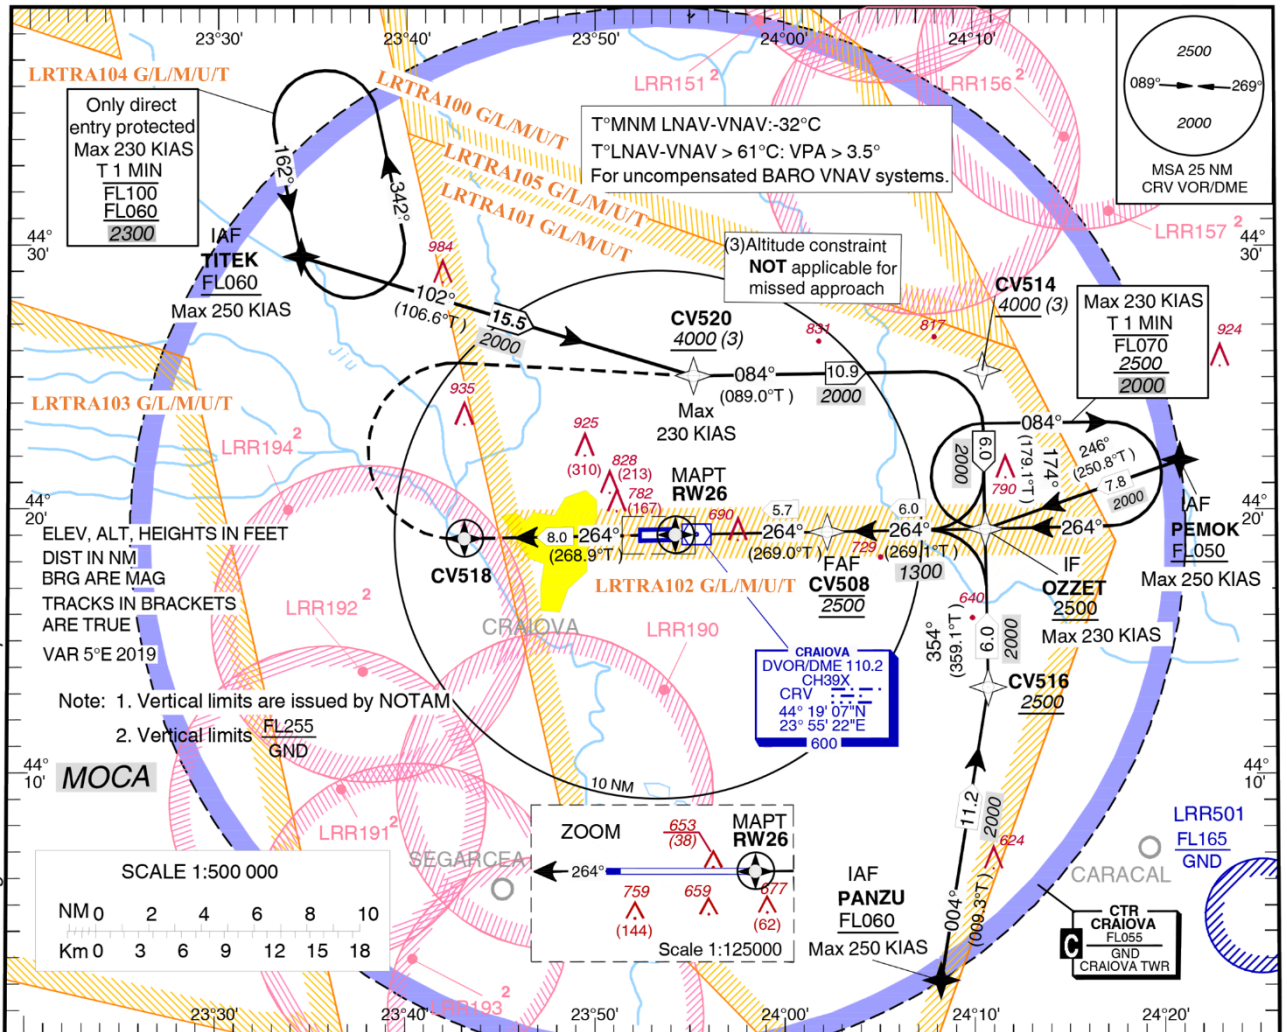 23°30'
23°40'
23°50'
24°00'
24°10'
LRTRA104 G/L/M/U/T
Only direct
entry protected
Max 230 KIAS
T 1 MIN
FL100
FL060
2300
162°
342°
LRTRA100 G/L/M/U/T
LRTRA105 G/L/M/U/T
LRTRA101 G/L/M/U/T
LRR151 2
LRR156 2
LRR157 2
T°MNM LNAV-VNAV:-32°C
T°LNAV-VNAV > 61°C: VPA > 3.5°
For uncompensated BARO VNAV systems.
2500
089°
269°
2000
MSA 25 NM
CRV VOR/DME
44°
30'
44°
30'
IAF
TITEK
FL060
Max 250 KIAS
984
102°
(106.6°T )
15.5
2000
(3)Altitude constraint
NOT applicable for
missed approach
CV520
4000 (3)
Max
230 KIAS
831
817
CV514
4000 (3)
Max 230 KIAS
T 1 MIN
FL070
2500
2000
924
084°
(089.0°T )
10.9
2000
Jiu
LRTRA103 G/L/M/U/T
935
925
(310)
828
(213)
782
(167)
LRR194 2
MAPT
RW26
690
6.0
2000
174°
(179.1°T )
790
084°
246°
(250.8°T )
7.8
2000
264°
IAF
PEMOK
FL050
Max 250 KIAS
44°
20'
44°
20'
ELEV, ALT, HEIGHTS IN FEET
DIST IN NM
BRG ARE MAG
TRACKS IN BRACKETS
ARE TRUE
VAR 5°E 2019
CV518
8.0
264°
(268.9°T )
5.7
264°
(269.0°T )
6.0
264°
(269.1°T )
1300
729
FAF
CV508
2500
IF
OZZET
2500
Max 230 KIAS
LRTRA102 G/L/M/U/T
LRR192 2
CRAIOVA
LRR190
640
354°
(359.1°T )
6.0
2000
CV516
2500
CRAIOVA
DVOR/DME 110.2
CH39X
CRV
44° 19' 07"N
23° 55' 22"E
600
Note: 1. Vertical limits are issued by NOTAM
2. Vertical limits FL255
GND
MOCA
44°
10'
44°
10'
10 NM
LRR191 2
SEGARCEA
ZOOM
653
(38)
MAPT
RW26
264°
759
(144)
659
677
(62)
Scale 1:125000
11.2
2000
624
004°
(009.3°T )
IAF
PANZU
FL060
Max 250 KIAS
LRR501
FL165
GND
CARACAL
CTR
CRAIOVA
C
FL055
GND
CRAIOVA TWR
SCALE 1:500 000
NM 0 2 4 6 8 10
Km 0 3 6 9 12 15 18
LRR193 2
23°30'
23°50'
24°00'
24°10'
24°20'